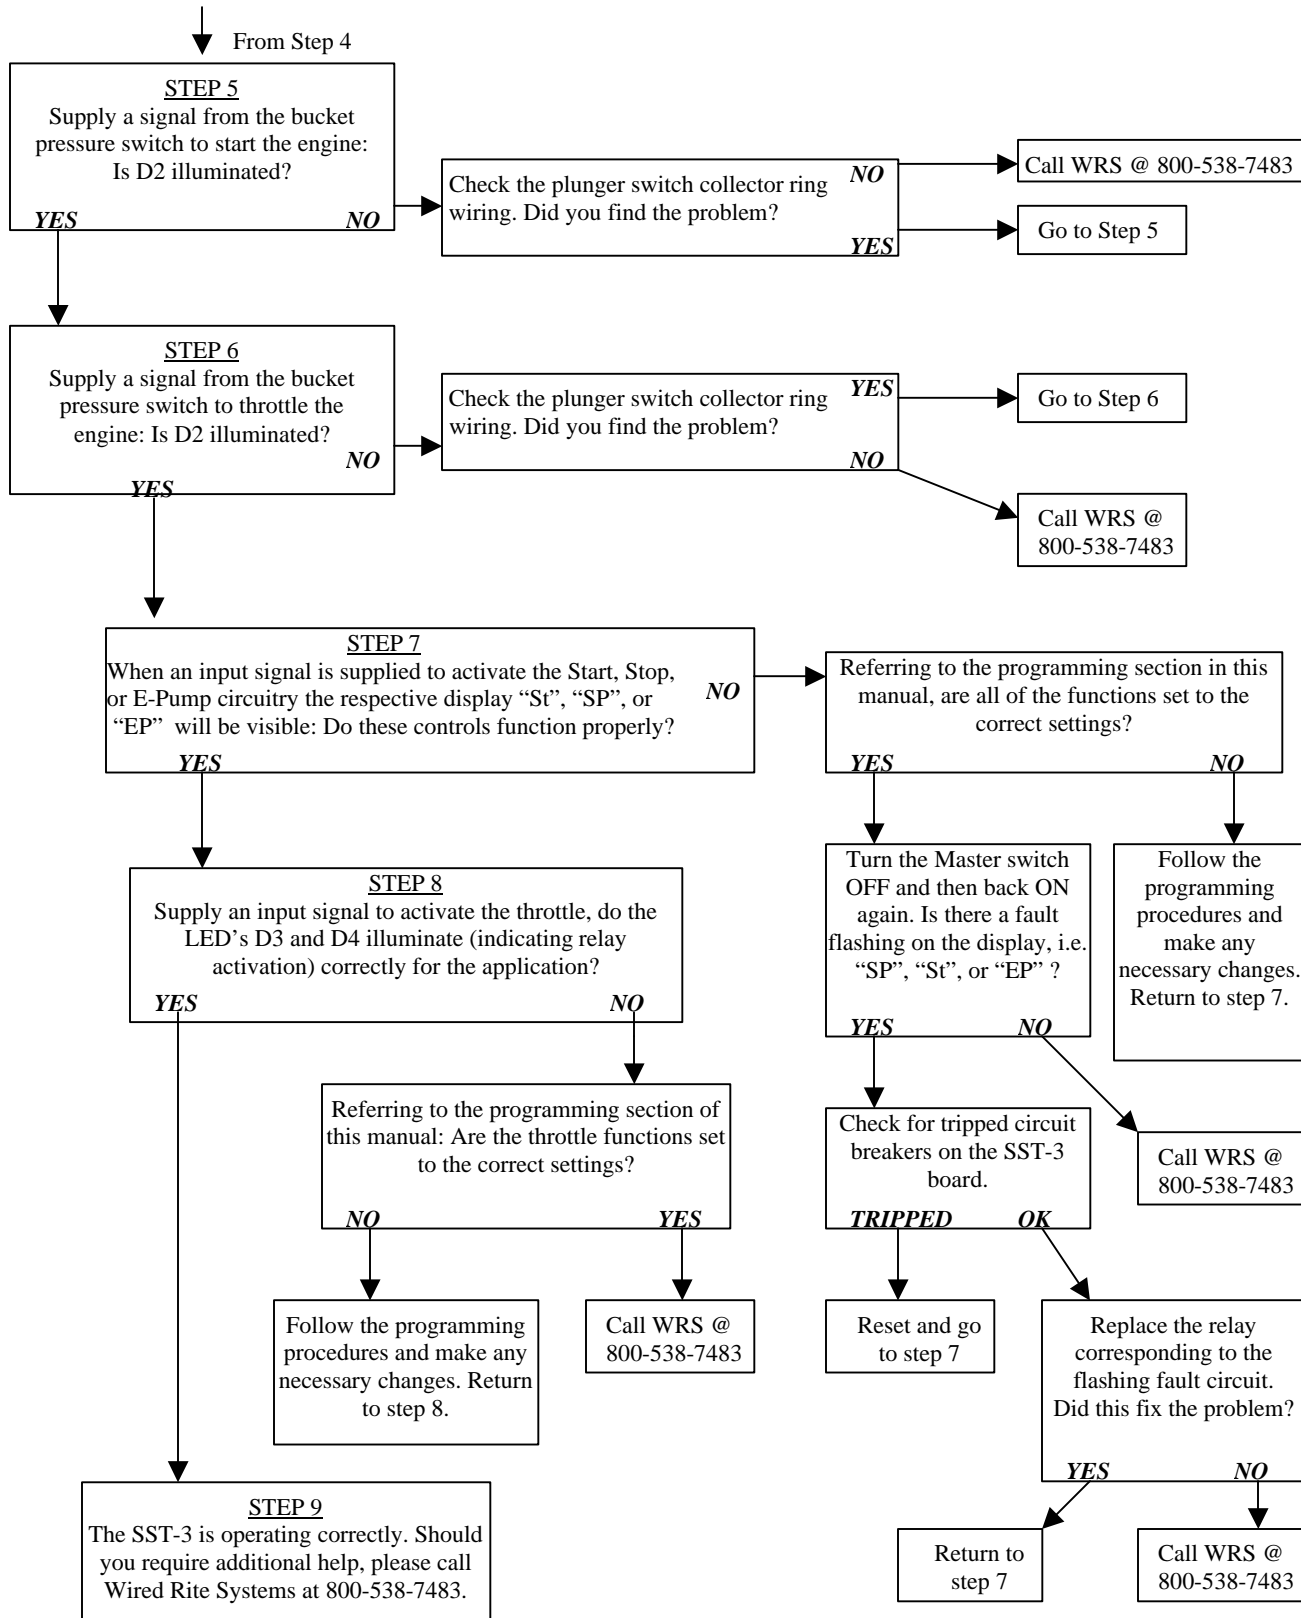 From Step 4
STEP 5
Supply a signal from the bucket
pressure switch to start the engine:
Is D2 illuminated?
YES
NO
Check the plunger switch collector ring
wiring. Did you find the problem?
NO
YES
Call WRS @ 800-538-7483
Go to Step 5
STEP 6
Supply a signal from the bucket
pressure switch to throttle the
engine: Is D2 illuminated?
NO
YES
Check the plunger switch collector ring
wiring. Did you find the problem?
YES
NO
Go to Step 6
Call WRS @
800-538-7483
STEP 7
When an input signal is supplied to activate the Start, Stop,
or E-Pump circuitry the respective display “St”, “SP”, or
“EP” will be visible: Do these controls function properly?
NO
YES
Referring to the programming section in this
manual, are all of the functions set to the
correct settings?
YES
NO
Turn the Master switch
OFF and then back ON
again. Is there a fault
flashing on the display, i.e.
“SP”, “St”, or “EP” ?
YES
NO
Follow the
programming
procedures and
make any
necessary changes.
Return to step 7.
STEP 8
Supply an input signal to activate the throttle, do the
LED’s D3 and D4 illuminate (indicating relay
activation) correctly for the application?
YES
NO
Referring to the programming section of
this manual: Are the throttle functions set
to the correct settings?
NO
YES
Check for tripped circuit
breakers on the SST-3
board.
TRIPPED
OK
Call WRS @
800-538-7483
Follow the programming
procedures and make any
necessary changes. Return
to step 8.
Call WRS @
800-538-7483
Reset and go
to step 7
Replace the relay
corresponding to the
flashing fault circuit.
Did this fix the problem?
YES
NO
STEP 9
The SST-3 is operating correctly. Should
you require additional help, please call
Wired Rite Systems at 800-538-7483.
Return to
step 7
Call WRS @
800-538-7483